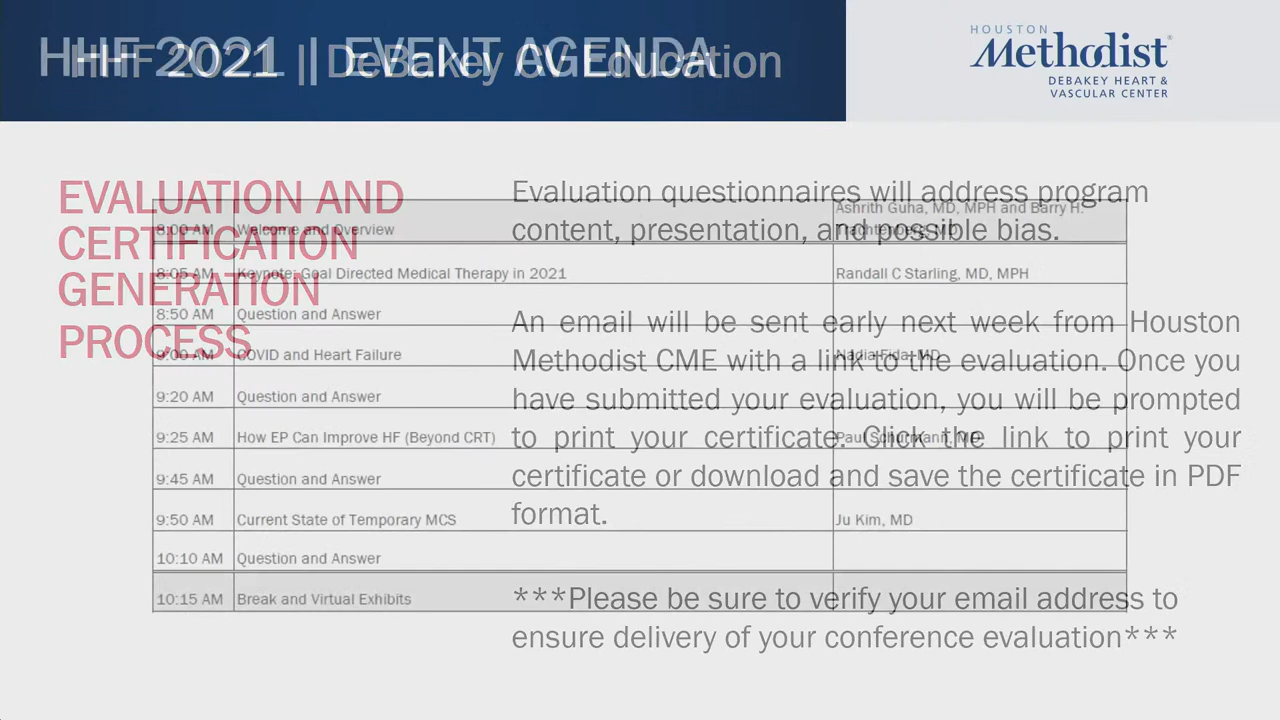 HHF 2021 || EVENT AGENDA
HHF 2021 || DeBakey CV Education
HOUSTON
Methodist®
DEBAKEY HEART &
VASCULAR CENTER
EVALUATION AND
CERTIFICATION
GENERATION
PROCESS
Evaluation questionnaires will address program
content, presentation, and possible bias.
An email will be sent early next week from Houston
Methodist CME with a link to the evaluation. Once you
have submitted your evaluation, you will be prompted
to print your certificate. Click the link to print your
certificate or download and save the certificate in PDF
format.
***Please be sure to verify your email address to
ensure delivery of your conference evaluation***
8:00 AM Welcome and Overview Ashrith Guha, MD, MPH and Barry H.
Trachtenberg, MD
8:05 AM Keynote: Goal Directed Medical Therapy in 2021 Randall C Starling, MD, MPH
8:50 AM Question and Answer
9:00 AM COVID and Heart Failure Nadia Fida, MD
9:20 AM Question and Answer
9:25 AM How EP Can Improve HF (Beyond CRT) Paul Schurmann, MD
9:45 AM Question and Answer
9:50 AM Current State of Temporary MCS Ju Kim, MD
10:10 AM Question and Answer
10:15 AM Break and Virtual Exhibits